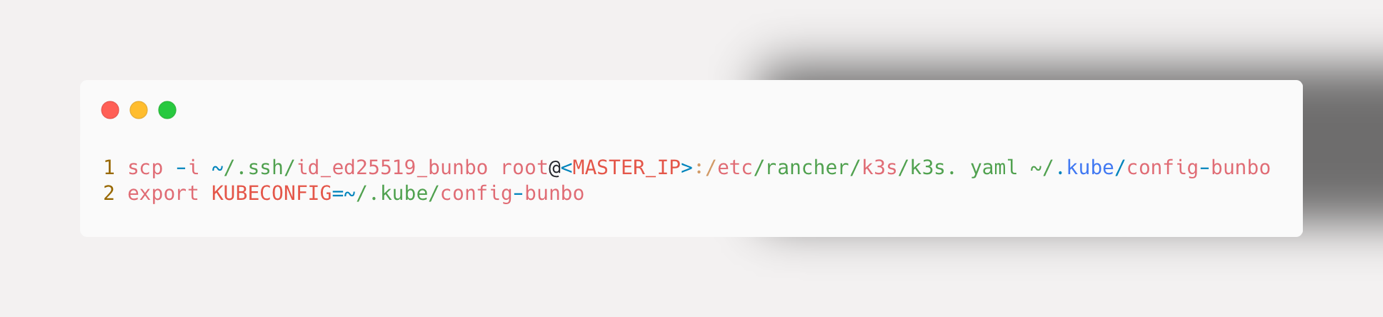 1 scp -i ~/.ssh/id_ed25519_bunbo root@<MASTER_IP>:/etc/rancher/k3s/k3s. yaml ~/.kube/config-bunbo
2 export KUBECONFIG=~/.kube/config-bunbo